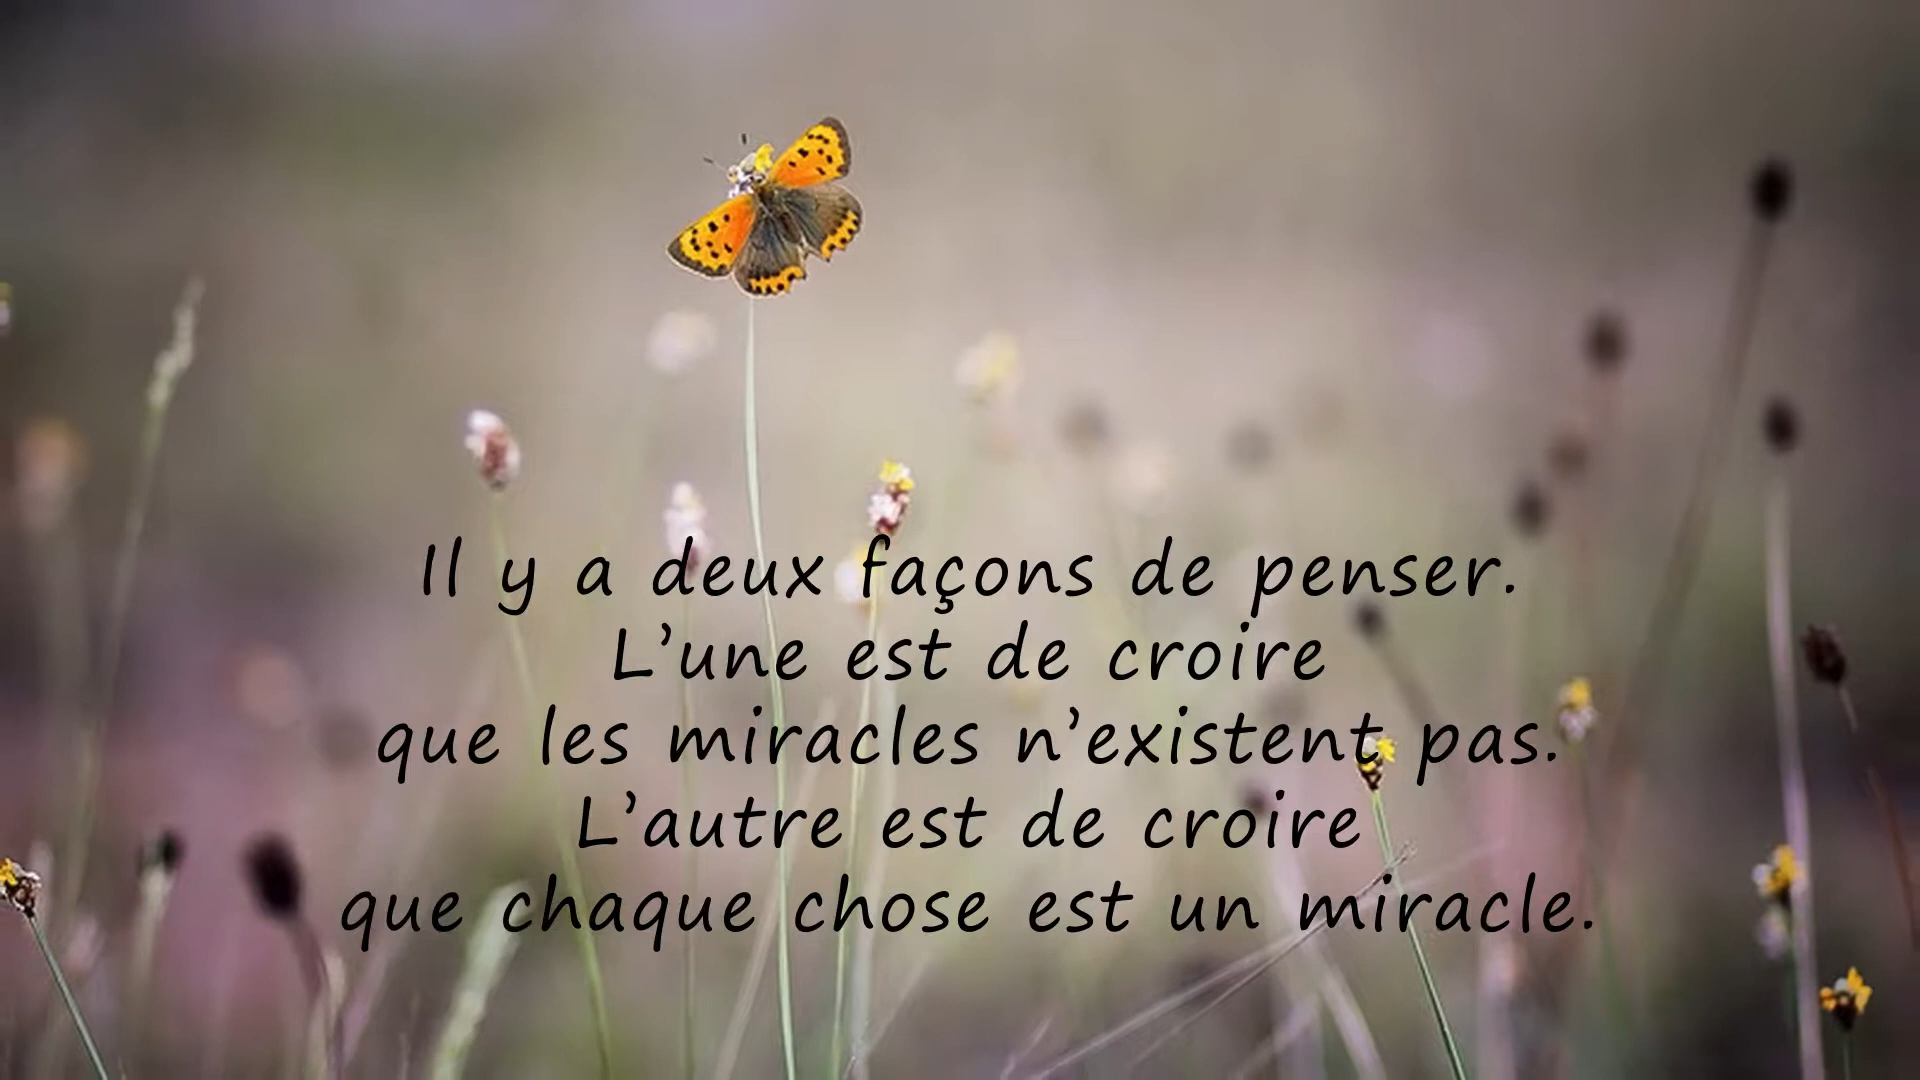 Il y a deux façons de penser.
L’une est de croire
que les miracles n’existent pas.
L’autre est de croire
que chaque chose est un miracle.